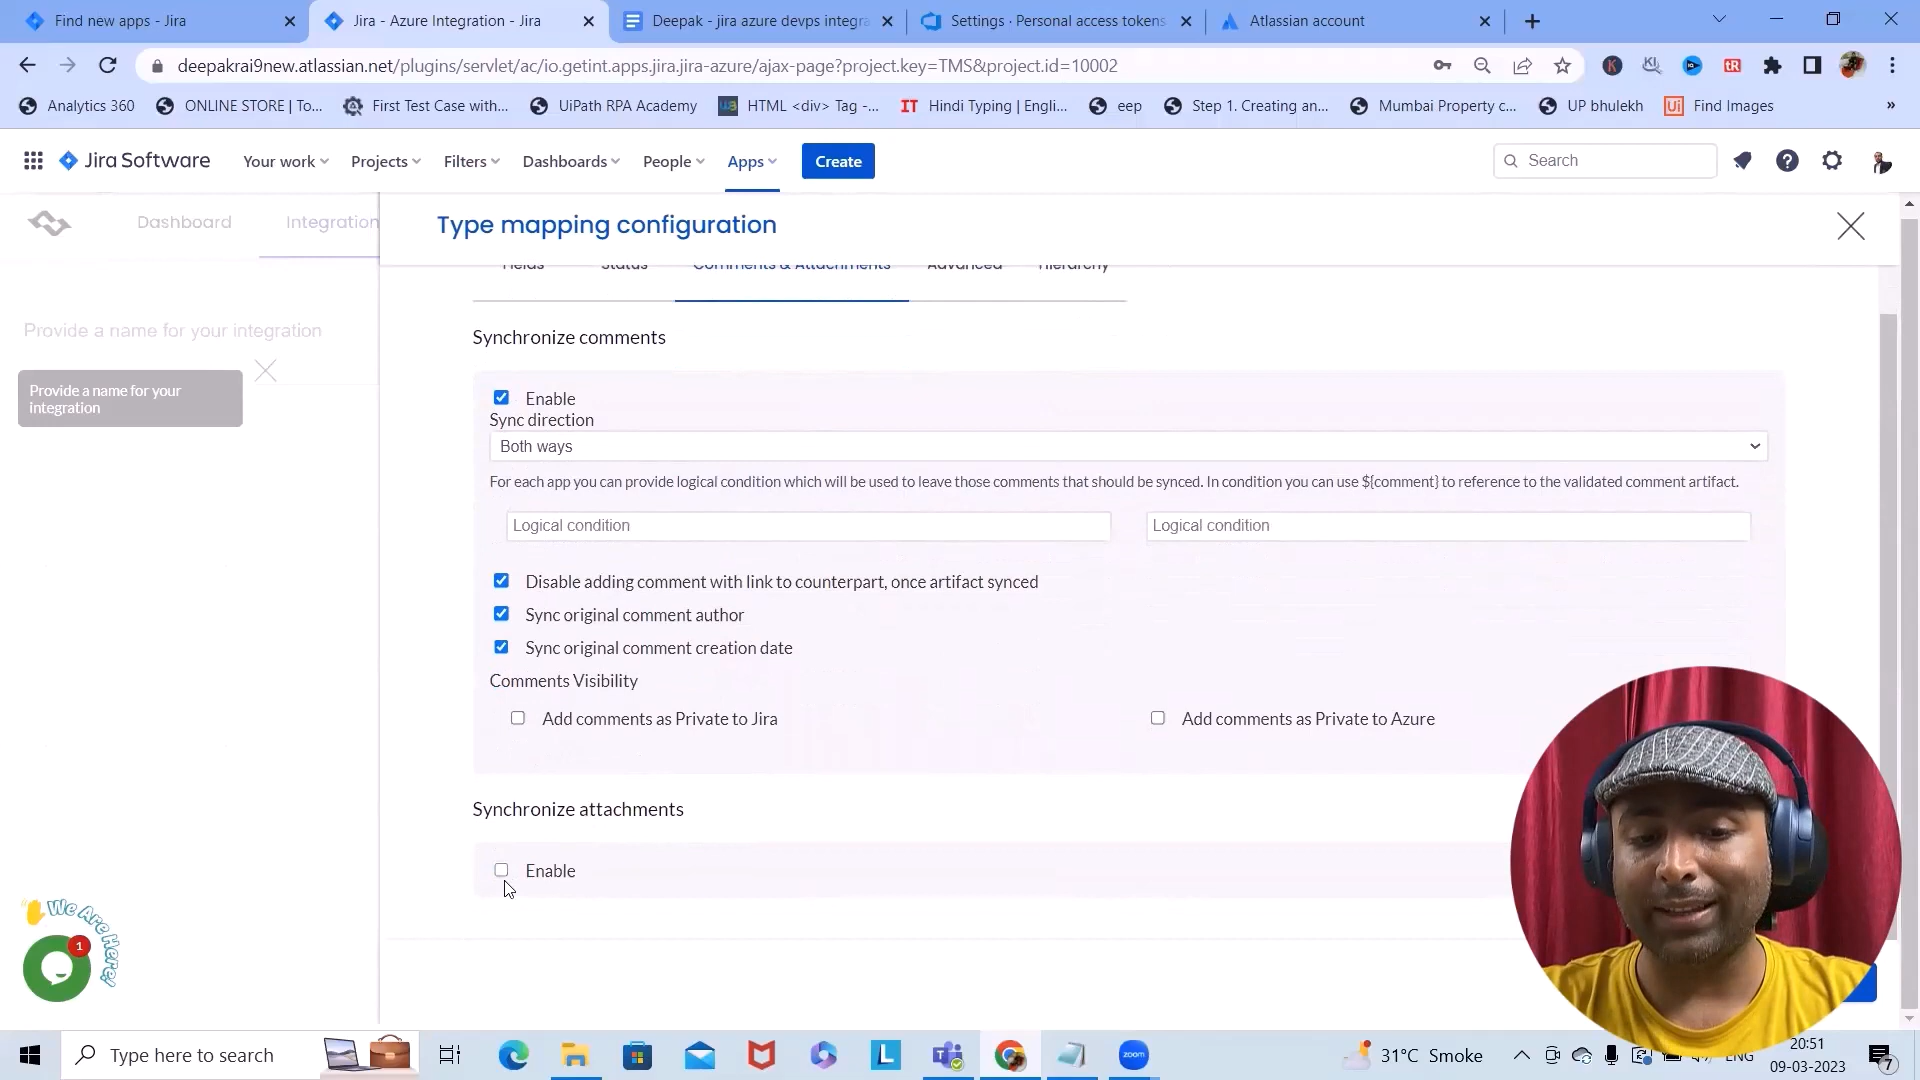 Find new apps - Jira
Jira - Azure Integration - Jira
Deepak - jira azure devps integra
Settings · Personal access tokens
Atlassian account
deepakrai9new.atlassian.net/plugins/servlet/ac/io.getint.apps.jira.jira-azure/ajax-page?project.key=TMS&project.id=10002
Analytics 360
ONLINE STORE | To...
First Test Case with...
UiPath RPA Academy
HTML <div> Tag -...
IT
Hindi Typing | Engli...
eep
Step 1. Creating an...
Mumbai Property c...
UP bhulekh
Ui
Find Images
»
Jira Software
Your work
Projects
Filters
Dashboards
People
Apps
Create
Search
Dashboard
Integration
Type mapping configuration
Fields
Status
Comments & Attachments
Advanced
Hierarchy
Provide a name for your integration
Provide a name for your
integration
Synchronize comments
Enable
Sync direction
Both ways
For each app you can provide logical condition which will be used to leave those comments that should be synced. In condition you can use ${comment} to reference to the validated comment artifact.
Logical condition
Logical condition
Disable adding comment with link to counterpart, once artifact synced
Sync original comment author
Sync original comment creation date
Comments Visibility
Add comments as Private to Jira
Add comments as Private to Azure
Synchronize attachments
Enable
We Are Here!
1
Type here to search
zoom
31°C Smoke
ENG
20:51
09-03-2023
7